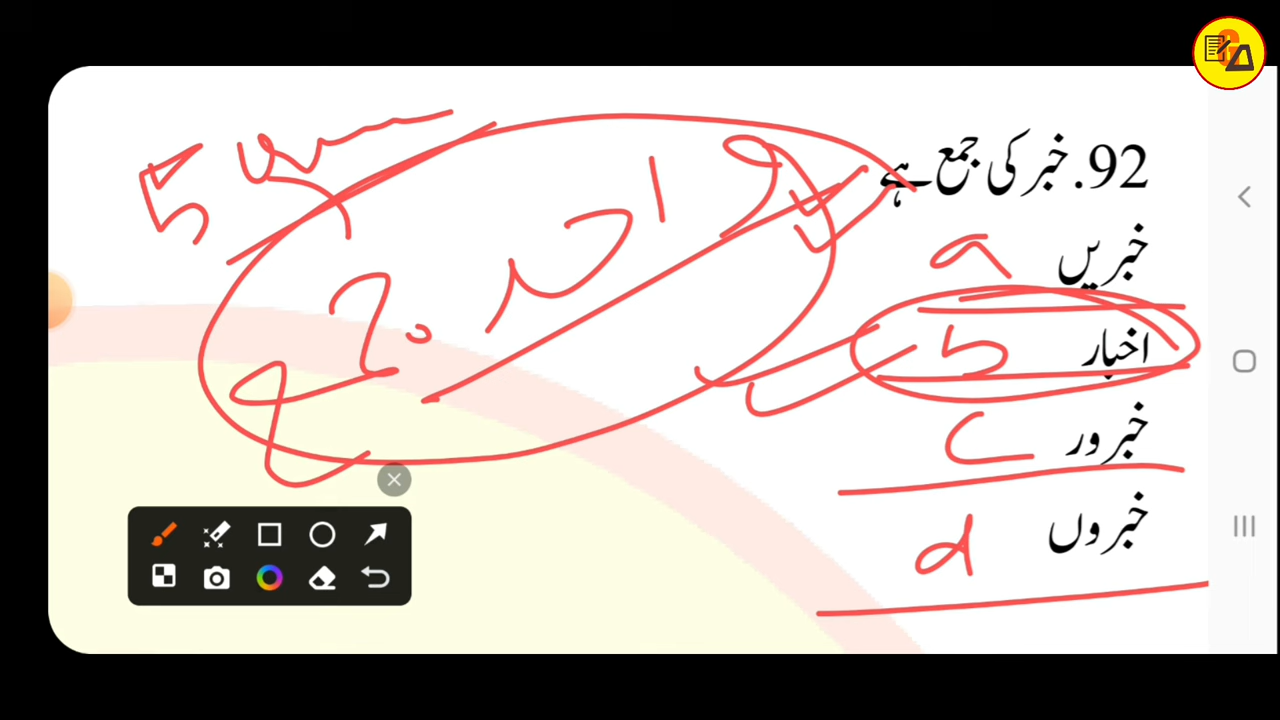 92. خبر کی جمع ہے
a خبریں
b اخبار
c خبرور
d خبروں